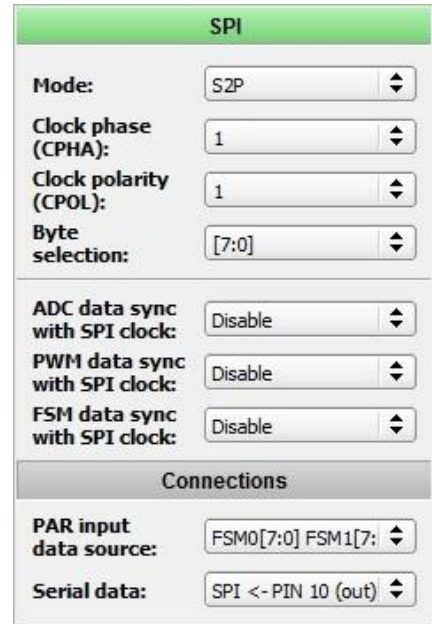 SPI
Mode: S2P
Clock phase
(CPHA): 1
Clock polarity
(CPOL): 1
Byte
selection: [7:0]
ADC data sync
with SPI clock: Disable
PWM data sync
with SPI clock: Disable
FSM data sync
with SPI clock: Disable
Connections
PAR input
data source: FSM0[7:0] FSM1[7:
Serial data: SPI <- PIN 10 (out)